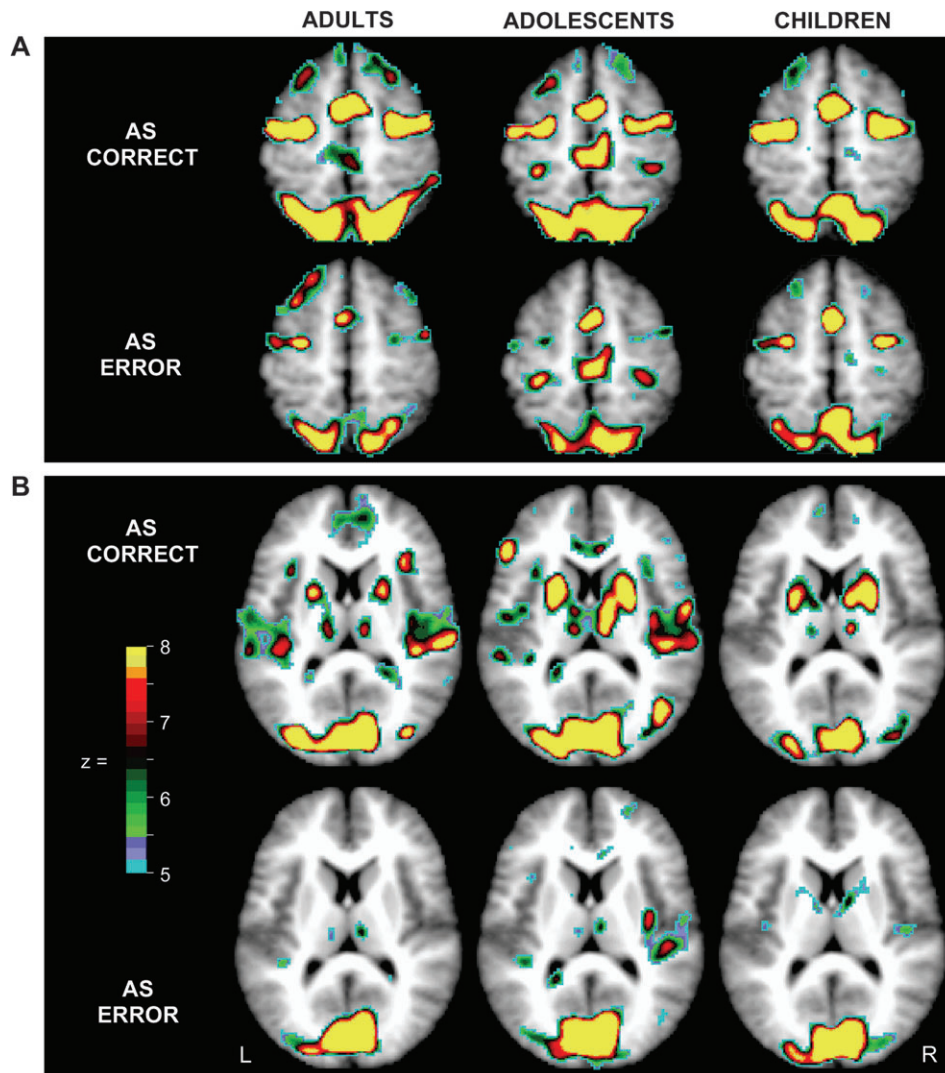 ADULTS ADOLESCENTS CHILDREN
A
AS
CORRECT
AS
ERROR
B
AS
CORRECT
8
7
z =
6
5
AS
ERROR
L R